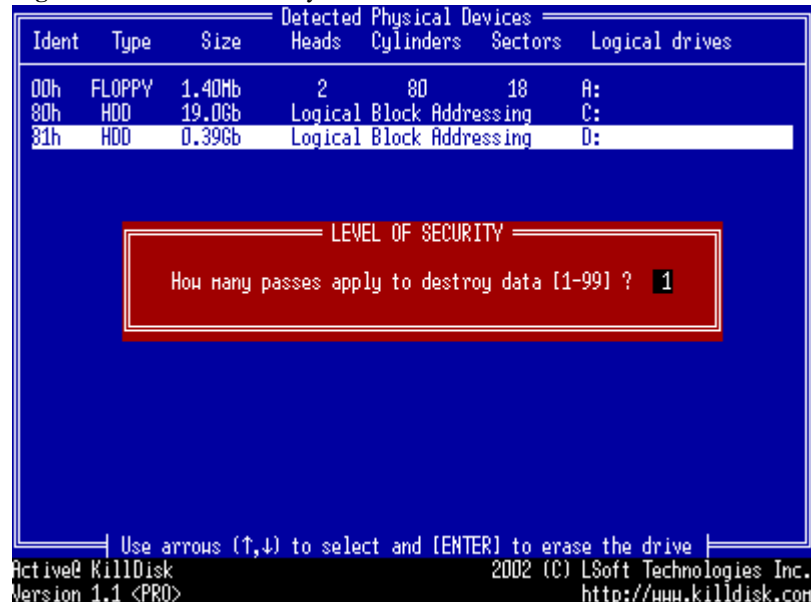 Detected Physical Devices
Ident Type Size Heads Cylinders Sectors Logical drives
00h FLOPPY 1.40Mb 2 80 18 A:
80h HDD 19.0Gb Logical Block Addressing C:
81h HDD 0.39Gb Logical Block Addressing D:
LEVEL OF SECURITY
How many passes apply to destroy data [1-99] ? 1
Use arrows (↑,↓) to select and [ENTER] to erase the drive
Active@ KillDisk 2002 (C) LSoft Technologies Inc.
Version 1.1 <PRO> http://www.killdisk.com